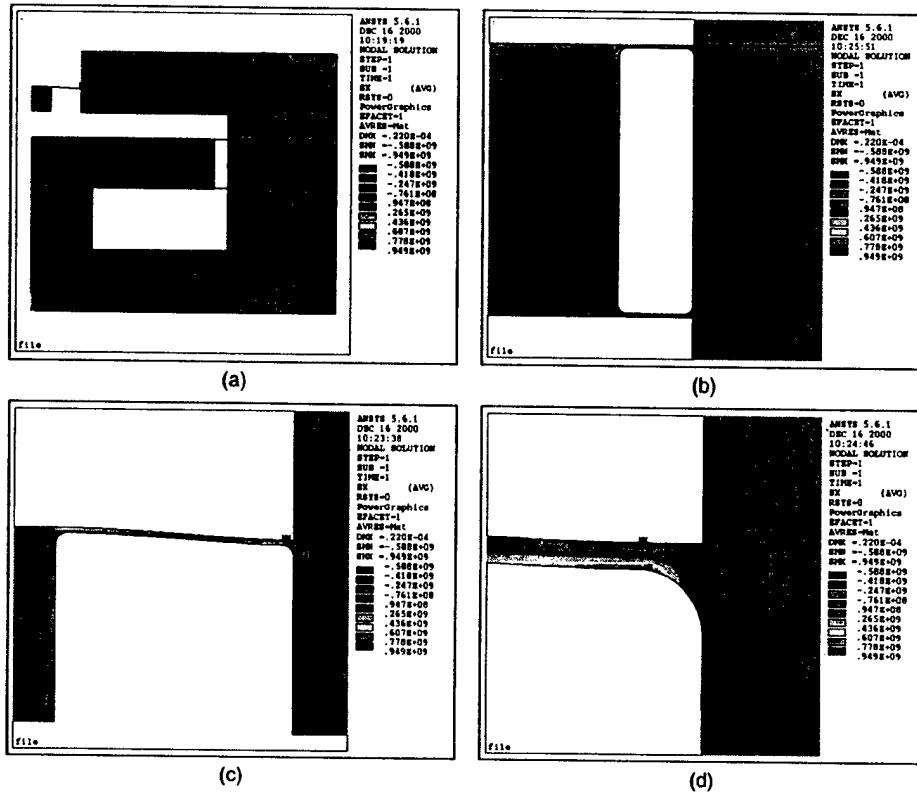 ANSYS 5.6.1
DEC 16 2000
10:19:19
NODAL SOLUTION
STEP=1
SUB =1
TIME=1
SX (AVG)
RSYS=0
PowerGraphics
EFACET=1
AVRES=Mat
DMX =.220E-04
SMN =-.588E+09
SMX =.949E+09
-.588E+09
-.418E+09
-.247E+09
-.761E+08
.947E+08
.265E+09
.436E+09
.607E+09
.778E+09
.949E+09
file
(a)
ANSYS 5.6.1
DEC 16 2000
10:25:51
NODAL SOLUTION
STEP=1
SUB =1
TIME=1
SX (AVG)
RSYS=0
PowerGraphics
EFACET=1
AVRES=Mat
DMX =.220E-04
SMN =-.588E+09
SMX =.949E+09
-.588E+09
-.418E+09
-.247E+09
-.761E+08
.947E+08
.265E+09
.436E+09
.607E+09
.778E+09
.949E+09
file
(b)
ANSYS 5.6.1
DEC 16 2000
10:23:38
NODAL SOLUTION
STEP=1
SUB =1
TIME=1
SX (AVG)
RSYS=0
PowerGraphics
EFACET=1
AVRES=Mat
DMX =.220E-04
SMN =-.588E+09
SMX =.949E+09
-.588E+09
-.418E+09
-.247E+09
-.761E+08
.947E+08
.265E+09
.436E+09
.607E+09
.778E+09
.949E+09
file
(c)
ANSYS 5.6.1
DEC 16 2000
10:24:46
NODAL SOLUTION
STEP=1
SUB =1
TIME=1
SX (AVG)
RSYS=0
PowerGraphics
EFACET=1
AVRES=Mat
DMX =.220E-04
SMN =-.588E+09
SMX =.949E+09
-.588E+09
-.418E+09
-.247E+09
-.761E+08
.947E+08
.265E+09
.436E+09
.607E+09
.778E+09
.949E+09
file
(d)